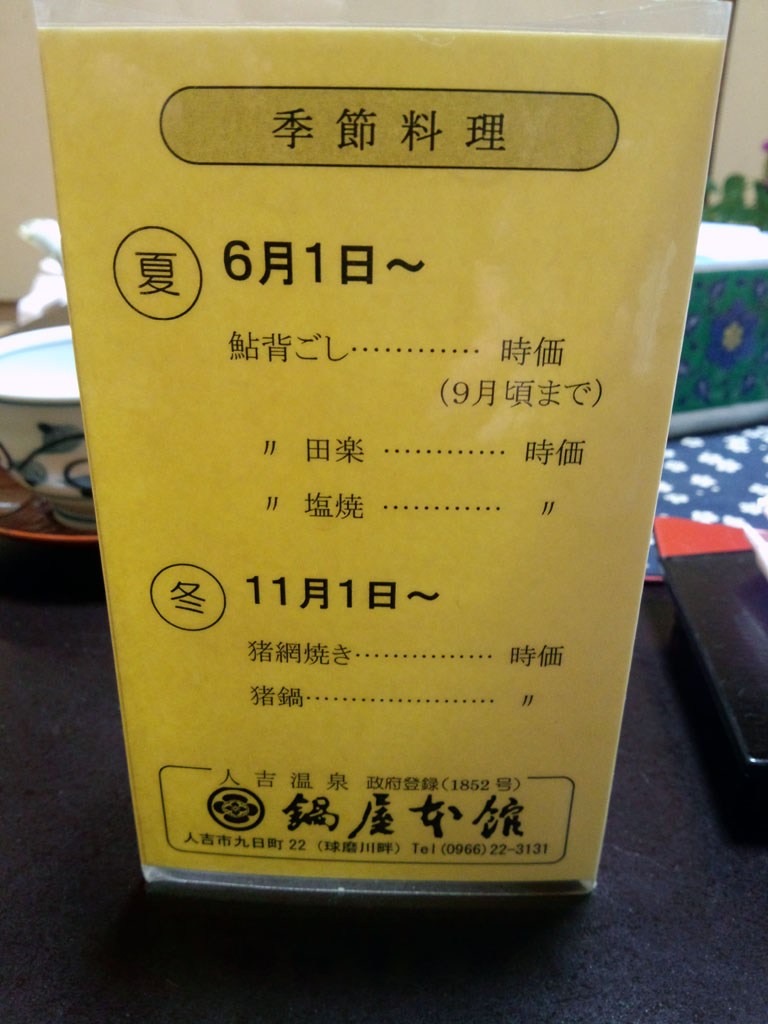 季節料理
夏 6月1日～
鮎背ごし………… 時価
(9月頃まで)
〃 田楽 ………… 時価
〃 塩焼 ………… 〃
冬 11月1日～
猪網焼き…………… 時価
猪鍋………………… 〃
人吉温泉 政府登録(1852号)
鍋屋本館
人吉市九日町22 (球磨川畔) Tel(0966)22-3131